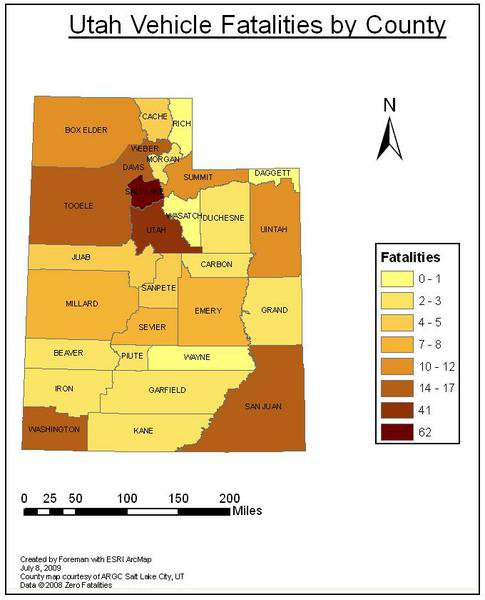 Utah Vehicle Fatalities by County
N
CACHE
RICH
BOX ELDER
WEBER
MORGAN
DAVIS
SUMMIT
DAGGETT
SALT LAKE
TOOELE
WASATCH
DUCHESNE
UTAH
UINTAH
JUAB
CARBON
SANPETE
MILLARD
EMERY
GRAND
SEVIER
BEAVER
PIUTE
WAYNE
IRON
GARFIELD
SAN JUAN
WASHINGTON
KANE
Fatalities
0 - 1
2 - 3
4 - 5
7 - 8
10 - 12
14 - 17
41
62
0 25 50 100 150 200
Miles
Created by Foreman with ESRI ArcMap
July 8, 2009
County map courtesy of ARGC Salt Lake City, UT
Data ©2008 Zero Fatalities